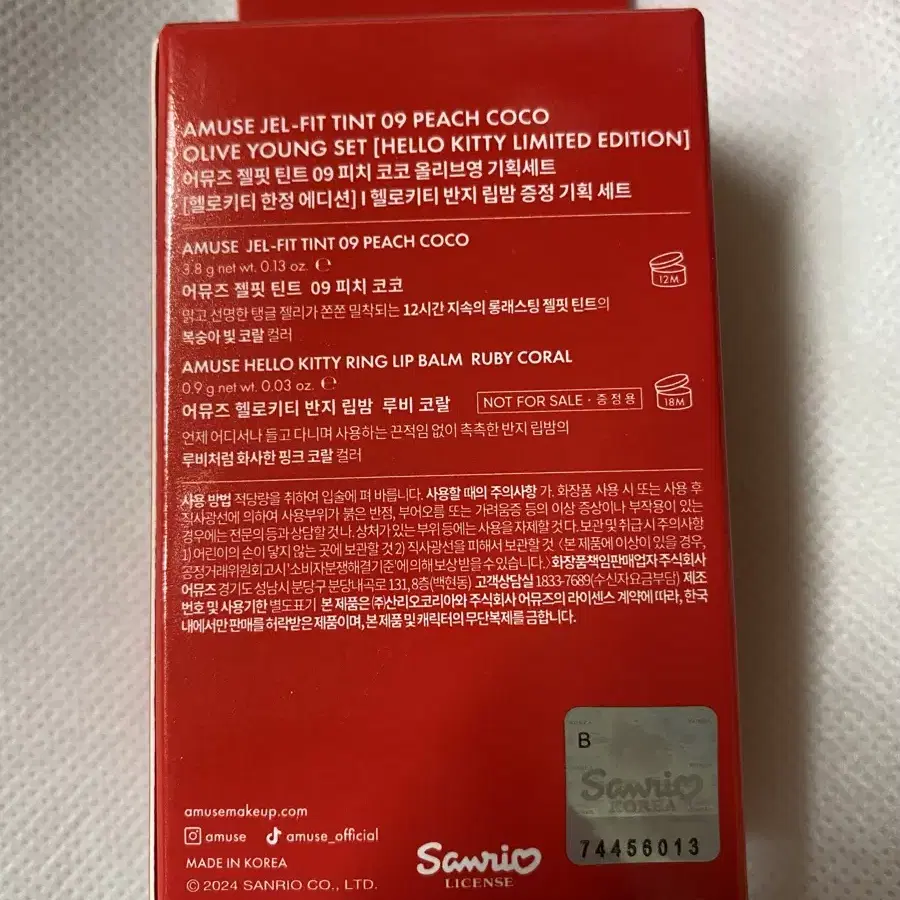 AMUSE JEL-FIT TINT 09 PEACH COCO
OLIVE YOUNG SET [HELLO KITTY LIMITED EDITION]
어뮤즈 젤핏 틴트 09 피치 코코 올리브영 기획세트
[헬로키티 한정 에디션] I 헬로키티 반지 립밤 증정 기획 세트
AMUSE JEL-FIT TINT 09 PEACH COCO
3.8 g net wt. 0.13 oz. ℮
12M
어뮤즈 젤핏 틴트 09 피치 코코
맑고 선명한 탱글 젤리가 쫀쫀 밀착되는 12시간 지속의 롱래스팅 젤핏 틴트의
복숭아 빛 코랄 컬러
AMUSE HELLO KITTY RING LIP BALM RUBY CORAL
0.9 g net wt. 0.03 oz. ℮
어뮤즈 헬로키티 반지 립밤 루비 코랄
NOT FOR SALE · 증정용
18M
언제 어디서나 들고 다니며 사용하는 끈적임 없이 촉촉한 반지 립밤의
루비처럼 화사한 핑크 코랄 컬러
사용 방법 적당량을 취하여 입술에 펴 바릅니다. 사용할 때의 주의사항 가. 화장품 사용 시 또는 사용 후
직사광선에 의하여 사용부위가 붉은 반점, 부어오름 또는 가려움증 등의 이상 증상이나 부작용이 있는
경우에는 전문의 등과 상담할 것 나. 상처가 있는 부위 등에는 사용을 자제할 것 다. 보관 및 취급 시 주의사항
1) 어린이의 손이 닿지 않는 곳에 보관할 것 2) 직사광선을 피해서 보관할 것 〈본 제품에 이상이 있을 경우,
공정거래위원회고시 '소비자분쟁해결기준'에 의해 보상받을 수 있습니다.〉 화장품책임판매업자 주식회사
어뮤즈 경기도 성남시 분당구 분당내곡로 131, 8층(백현동) 고객상담실 1833-7689(수신자요금부담) 제조
번호 및 사용기한 별도표기 본 제품은 ㈜산리오코리아와 주식회사 어뮤즈의 라이센스 계약에 따라, 한국
내에서만 판매를 허락받은 제품이며, 본 제품 및 캐릭터의 무단복제를 금합니다.
B
Sanrio
KOREA
74456013
amusemakeup.com
amuse amuse_official
MADE IN KOREA
© 2024 SANRIO CO., LTD.
Sanrio
LICENSE